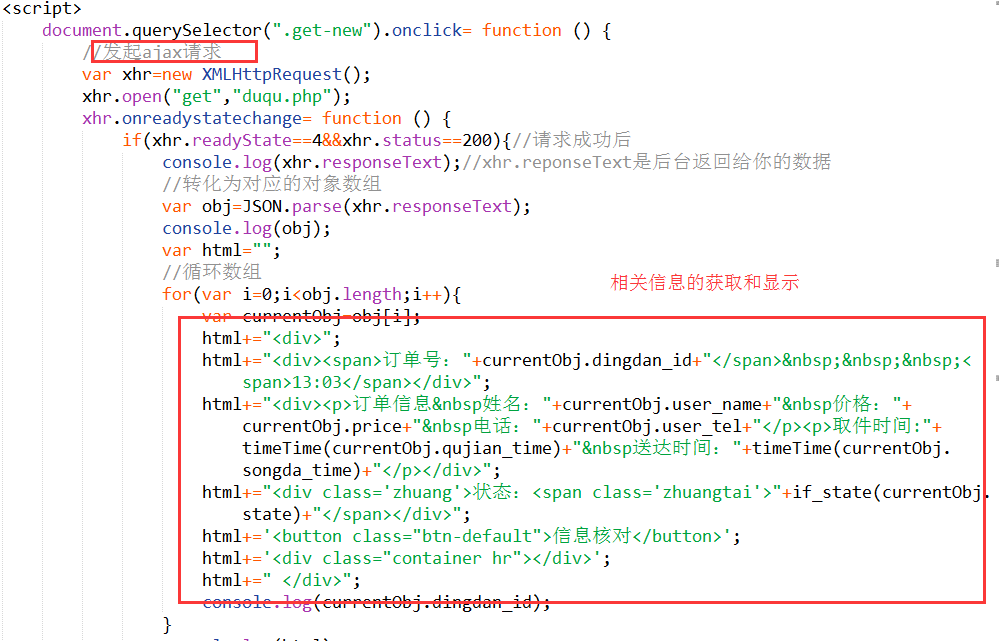 <script>
document.querySelector(".get-new").onclick= function () {
//发起ajax请求
var xhr=new XMLHttpRequest();
xhr.open("get","duqu.php");
xhr.onreadystatechange= function () {
if(xhr.readyState==4&&xhr.status==200){//请求成功后
console.log(xhr.responseText);//xhr.reponseText是后台返回给你的数据
//转化为对应的对象数组
var obj=JSON.parse(xhr.responseText);
console.log(obj);
var html="";
//循环数组
相关信息的获取和显示
for(var i=0;i<obj.length;i++){
var currentObj=obj[i];
html+="<div>";
html+="<div><span>订单号："+currentObj.dingdan_id+"</span>&nbsp;&nbsp;&nbsp;<
span>13:03</span></div>";
html+="<div><p>订单信息&nbsp姓名："+currentObj.user_name+"&nbsp价格："+
currentObj.price+"&nbsp电话："+currentObj.user_tel+"</p><p>取件时间:"+
timeTime(currentObj.qujian_time)+"&nbsp送达时间："+timeTime(currentObj.
songda_time)+"</p></div>";
html+="<div class='zhuang'>状态：<span class='zhuangtai'>"+if_state(currentObj.
state)+"</span></div>";
html+='<button class="btn-default">信息核对</button>';
html+='<div class="container hr"></div>';
html+=" </div>";
console.log(currentObj.dingdan_id);
}